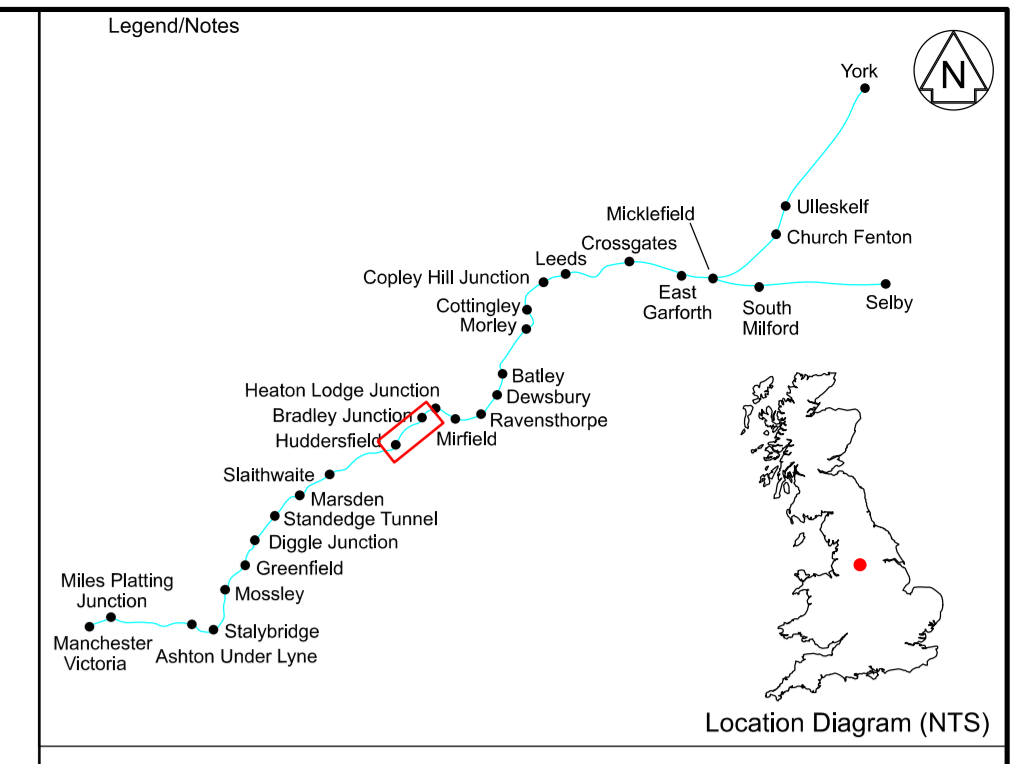 Legend/Notes
N
York
Ulleskelf
Micklefield
Church Fenton
Crossgates
Leeds
Copley Hill Junction
East
Garforth
South
Milford
Selby
Cottingley
Morley
Batley
Heaton Lodge Junction
Dewsbury
Bradley Junction
Ravensthorpe
Huddersfield
Mirfield
Slaithwaite
Marsden
Standedge Tunnel
Diggle Junction
Greenfield
Miles Platting
Junction
Mossley
Stalybridge
Manchester
Victoria
Ashton Under Lyne
Location Diagram (NTS)